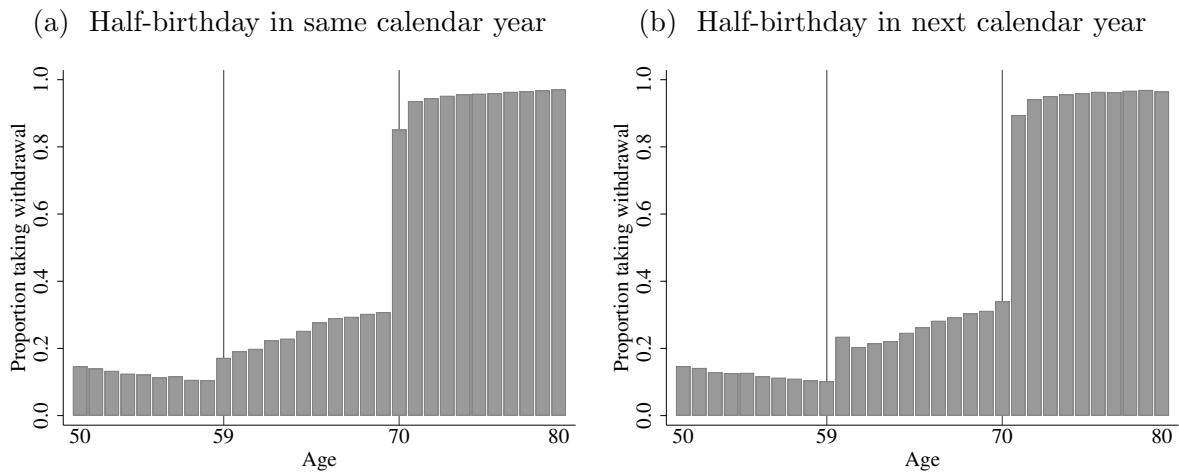 (a) Half-birthday in same calendar year
Proportion taking withdrawal
0.0 0.2 0.4 0.6 0.8 1.0
50 59 70 80
Age
(b) Half-birthday in next calendar year
Proportion taking withdrawal
0.0 0.2 0.4 0.6 0.8 1.0
50 59 70 80
Age